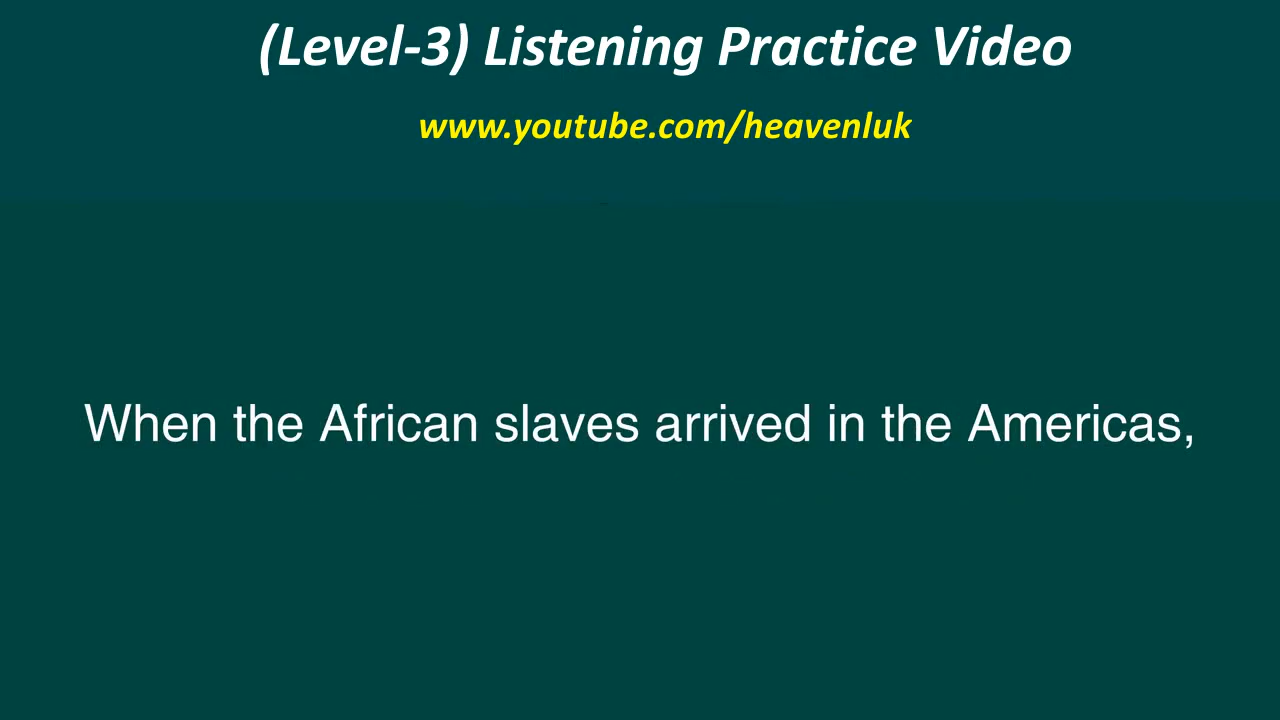 (Level-3) Listening Practice Video
www.youtube.com/heavenluk
When the African slaves arrived in the Americas,